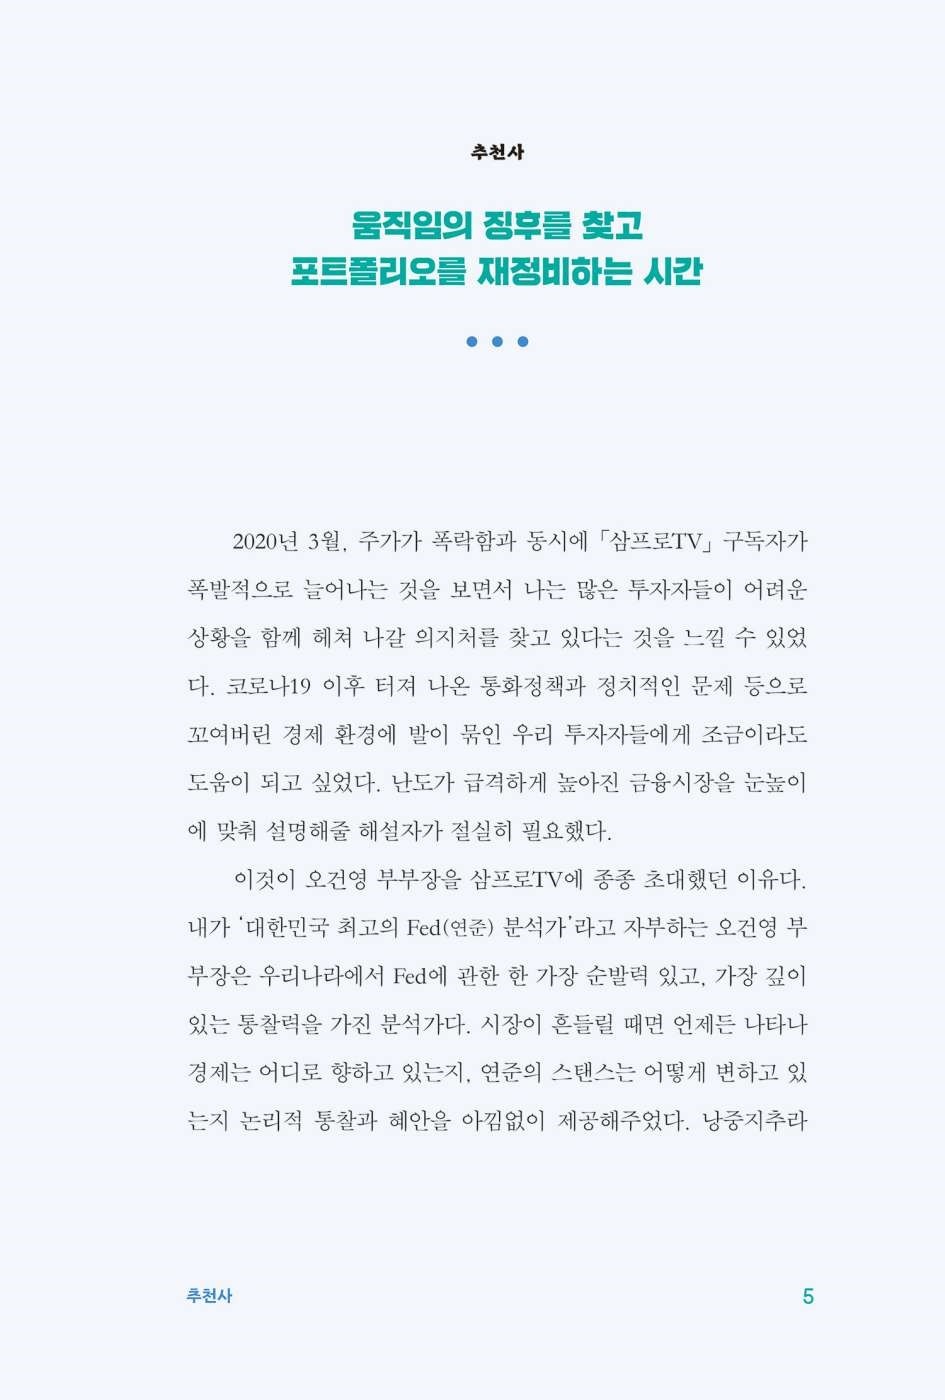 추천사
움직임의 징후를 찾고
포트폴리오를 재정비하는 시간
2020년 3월, 주가가 폭락함과 동시에 「삼프로TV」 구독자가
폭발적으로 늘어나는 것을 보면서 나는 많은 투자자들이 어려운
상황을 함께 헤쳐 나갈 의지처를 찾고 있다는 것을 느낄 수 있었
다. 코로나19 이후 터져 나온 통화정책과 정치적인 문제 등으로
꼬여버린 경제 환경에 발이 묶인 우리 투자자들에게 조금이라도
도움이 되고 싶었다. 난도가 급격하게 높아진 금융시장을 눈높이
에 맞춰 설명해줄 해설자가 절실히 필요했다.
이것이 오건영 부부장을 삼프로TV에 종종 초대했던 이유다.
내가 ‘대한민국 최고의 Fed(연준) 분석가’라고 자부하는 오건영 부
부장은 우리나라에서 Fed에 관한 한 가장 순발력 있고, 가장 깊이
있는 통찰력을 가진 분석가다. 시장이 흔들릴 때면 언제든 나타나
경제는 어디로 향하고 있는지, 연준의 스탠스는 어떻게 변하고 있
는지 논리적 통찰과 혜안을 아낌없이 제공해주었다. 낭중지추라
추천사
5